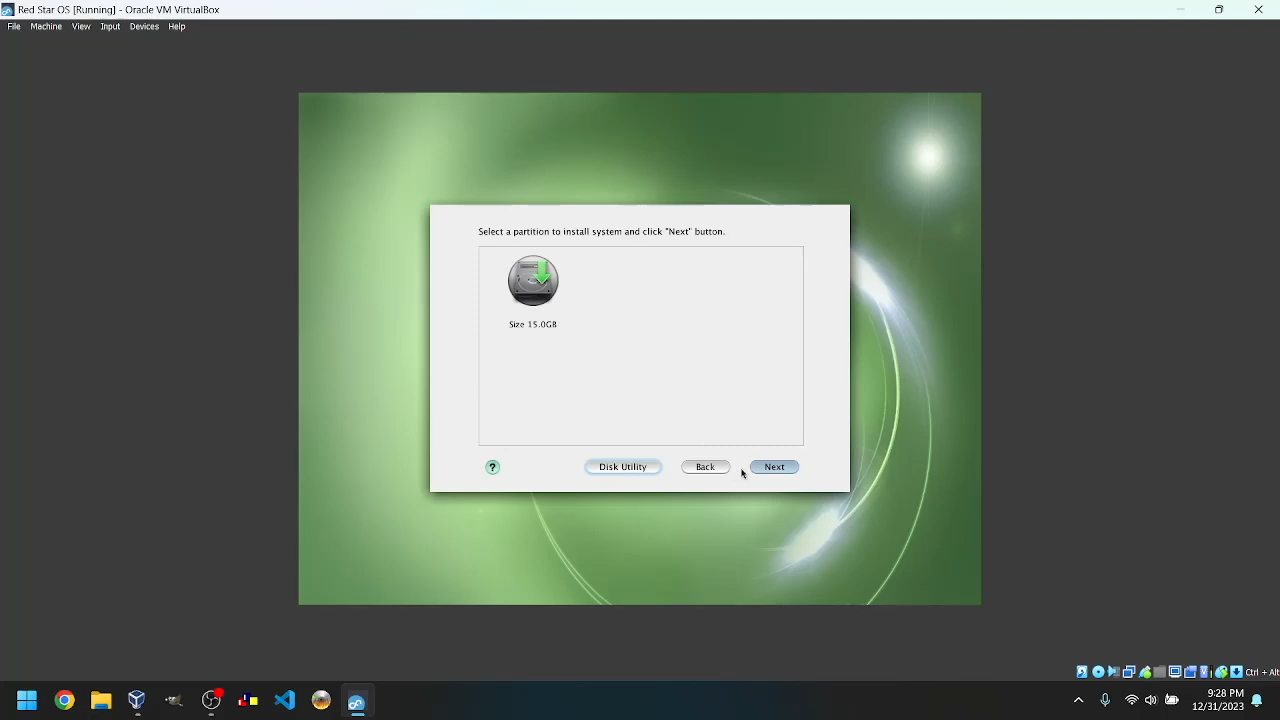 Red Star OS [Running] - Oracle VM VirtualBox
File Machine View Input Devices Help
Select a partition to install system and click "Next" button.
Size 15.0GB
? Disk Utility Back Next
Ctrl + Alt
9:28 PM
12/31/2023